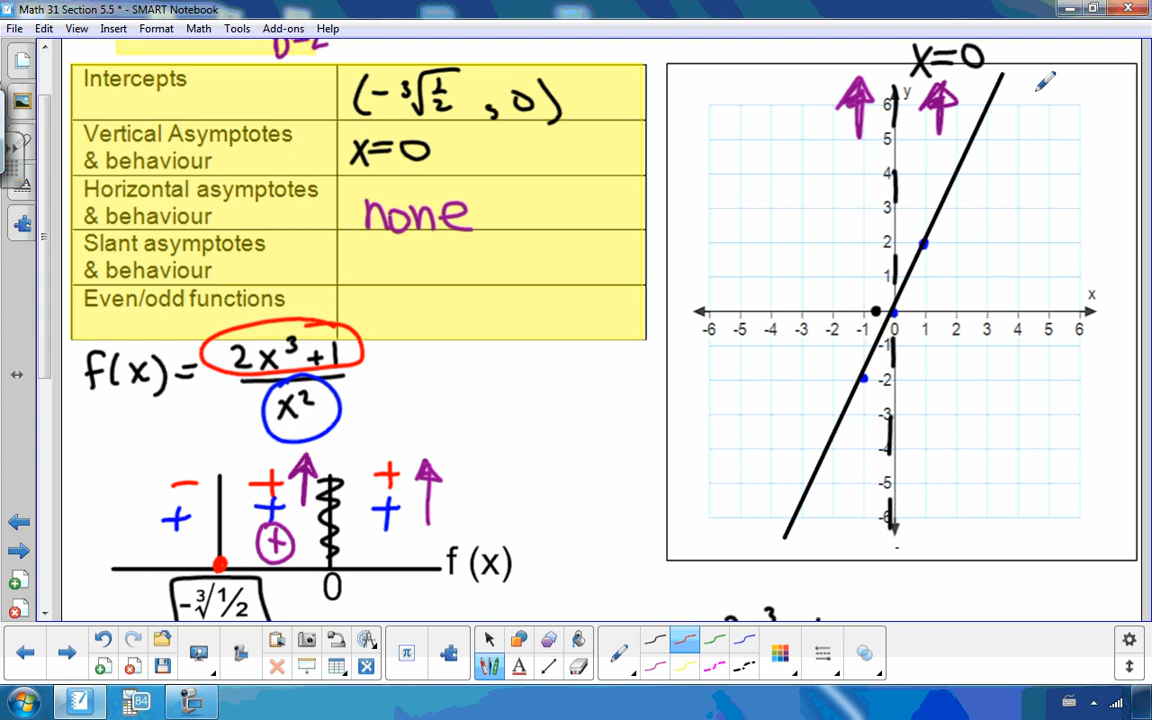 Math 31 Section 5.5 * - SMART Notebook
File Edit View Insert Format Math Tools Add-ons Help
Intercepts (-∛½ , 0)
Vertical Asymptotes
& behaviour x=0
Horizontal asymptotes
& behaviour none
Slant asymptotes
& behaviour
Even/odd functions
f(x) = 2x³+1
x²
- + +
+ + +
+
f (x)
-∛1/2 0
x=0
y
6
5
4
3
2
1
x
-6 -5 -4 -3 -2 -1 0 1 2 3 4 5 6
-1
-2
-3
-4
-5
-6
π A
84